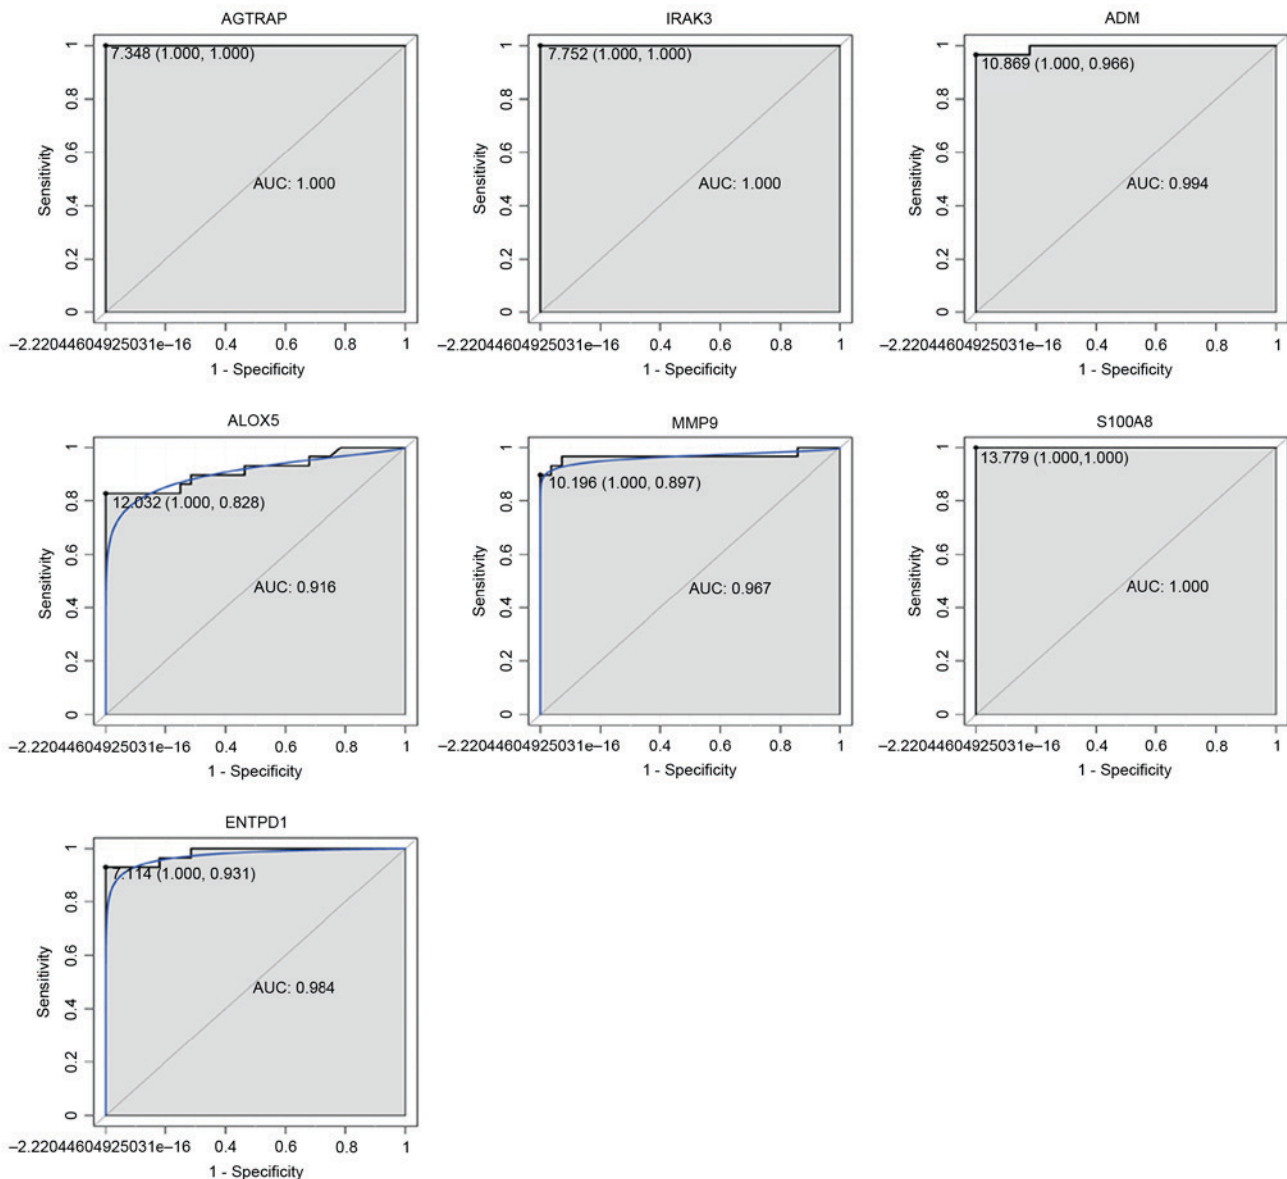 AGTRAP
7.348 (1.000, 1.000)
AUC: 1.000
Sensitivity
0
0.2
0.4
0.6
0.8
1
−2.220446049250​31e−16 0.4 0.6 0.8 1
1 - Specificity
IRAK3
7.752 (1.000, 1.000)
AUC: 1.000
Sensitivity
0
0.2
0.4
0.6
0.8
1
−2.22044604925031e−16 0.4 0.6 0.8 1
1 - Specificity
ADM
10.869 (1.000, 0.966)
AUC: 0.994
Sensitivity
0
0.2
0.4
0.6
0.8
1
−2.22044604925031e−16 0.4 0.6 0.8 1
1 - Specificity
ALOX5
12.032 (1.000, 0.828)
AUC: 0.916
Sensitivity
0
0.2
0.4
0.6
0.8
1
−2.22044604925031e−16 0.4 0.6 0.8 1
1 - Specificity
MMP9
10.196 (1.000, 0.897)
AUC: 0.967
Sensitivity
0
0.2
0.4
0.6
0.8
1
−2.22044604925031e−16 0.4 0.6 0.8 1
1 - Specificity
S100A8
13.779 (1.000,1.000)
AUC: 1.000
Sensitivity
0
0.2
0.4
0.6
0.8
1
−2.22044604925031e−16 0.4 0.6 0.8 1
1 - Specificity
ENTPD1
7.114 (1.000, 0.931)
AUC: 0.984
Sensitivity
0
0.2
0.4
0.6
0.8
1
−2.22044604925031e−16 0.4 0.6 0.8 1
1 - Specificity